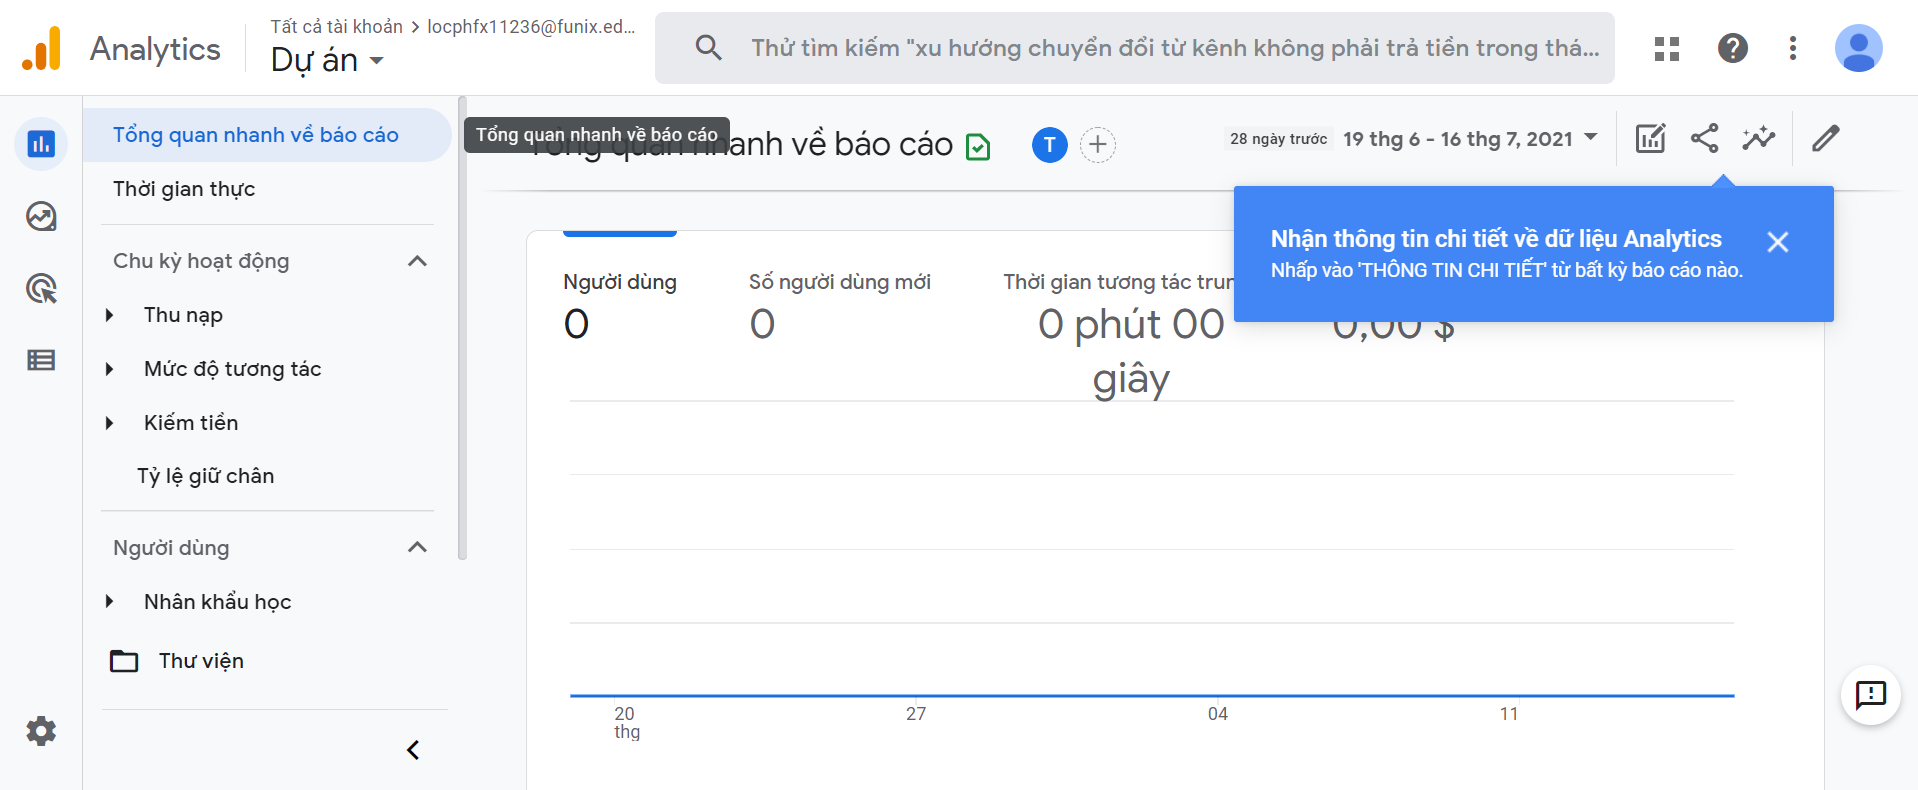 Analytics
Tất cả tài khoản > locphfx11236@funix.ed...
Dự án
Thử tìm kiếm "xu hướng chuyển đổi từ kênh không phải trả tiền trong thá...
Tổng quan nhanh về báo cáo
Thời gian thực
Chu kỳ hoạt động
Thu nạp
Mức độ tương tác
Kiếm tiền
Tỷ lệ giữ chân
Người dùng
Nhân khẩu học
Thư viện
Tổng quan nhanh về báo cáo
Tổng quan nhanh về báo cáo
T
28 ngày trước 19 thg 6 - 16 thg 7, 2021
Nhận thông tin chi tiết về dữ liệu Analytics
Nhấp vào 'THÔNG TIN CHI TIẾT' từ bất kỳ báo cáo nào.
Người dùng
0
Số người dùng mới
0
Thời gian tương tác trun
0 phút 00
giây
0,00 $
20
thg
27
04
11